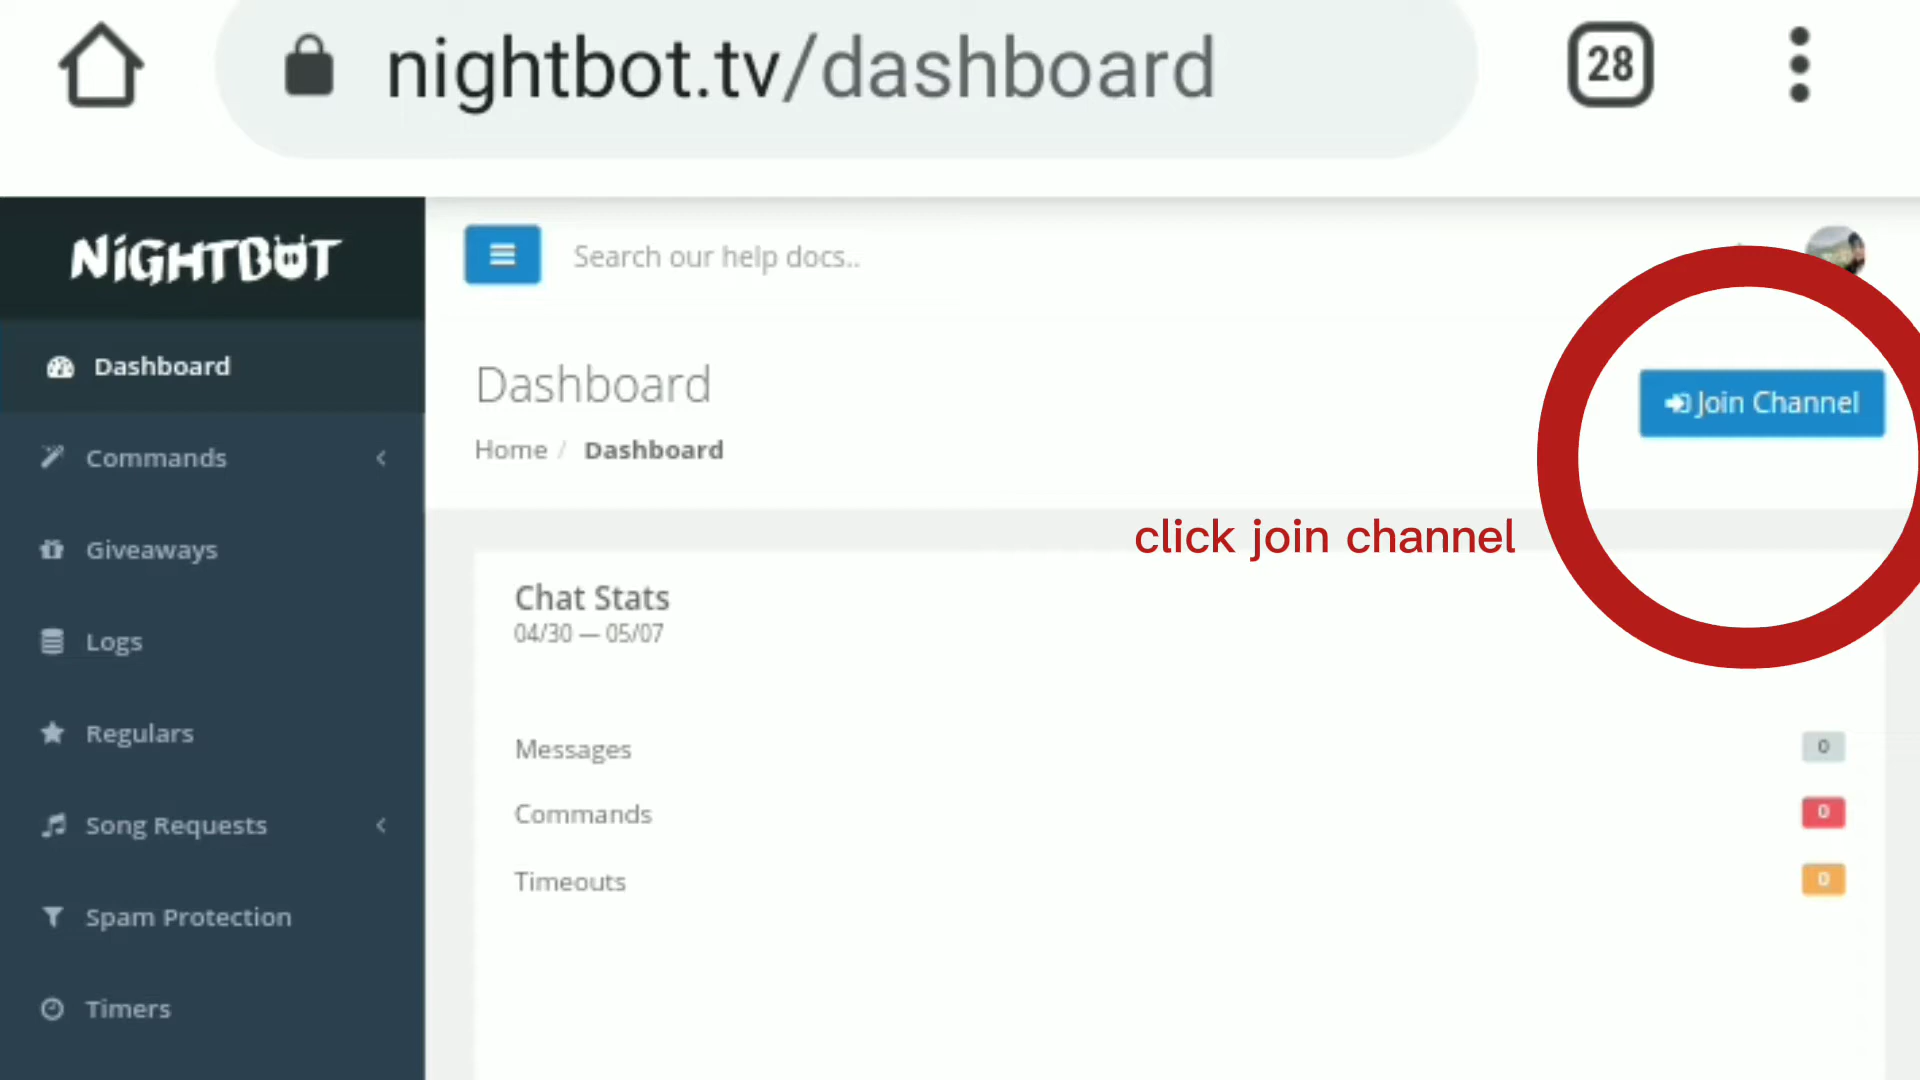 nightbot.tv/dashboard
28
NiGHTBOT
Search our help docs..
Dashboard
Commands
Giveaways
Logs
Regulars
Song Requests
Spam Protection
Timers
Dashboard
Home / Dashboard
Join Channel
click join channel
Chat Stats
04/30 — 05/07
Messages 0
Commands 0
Timeouts 0